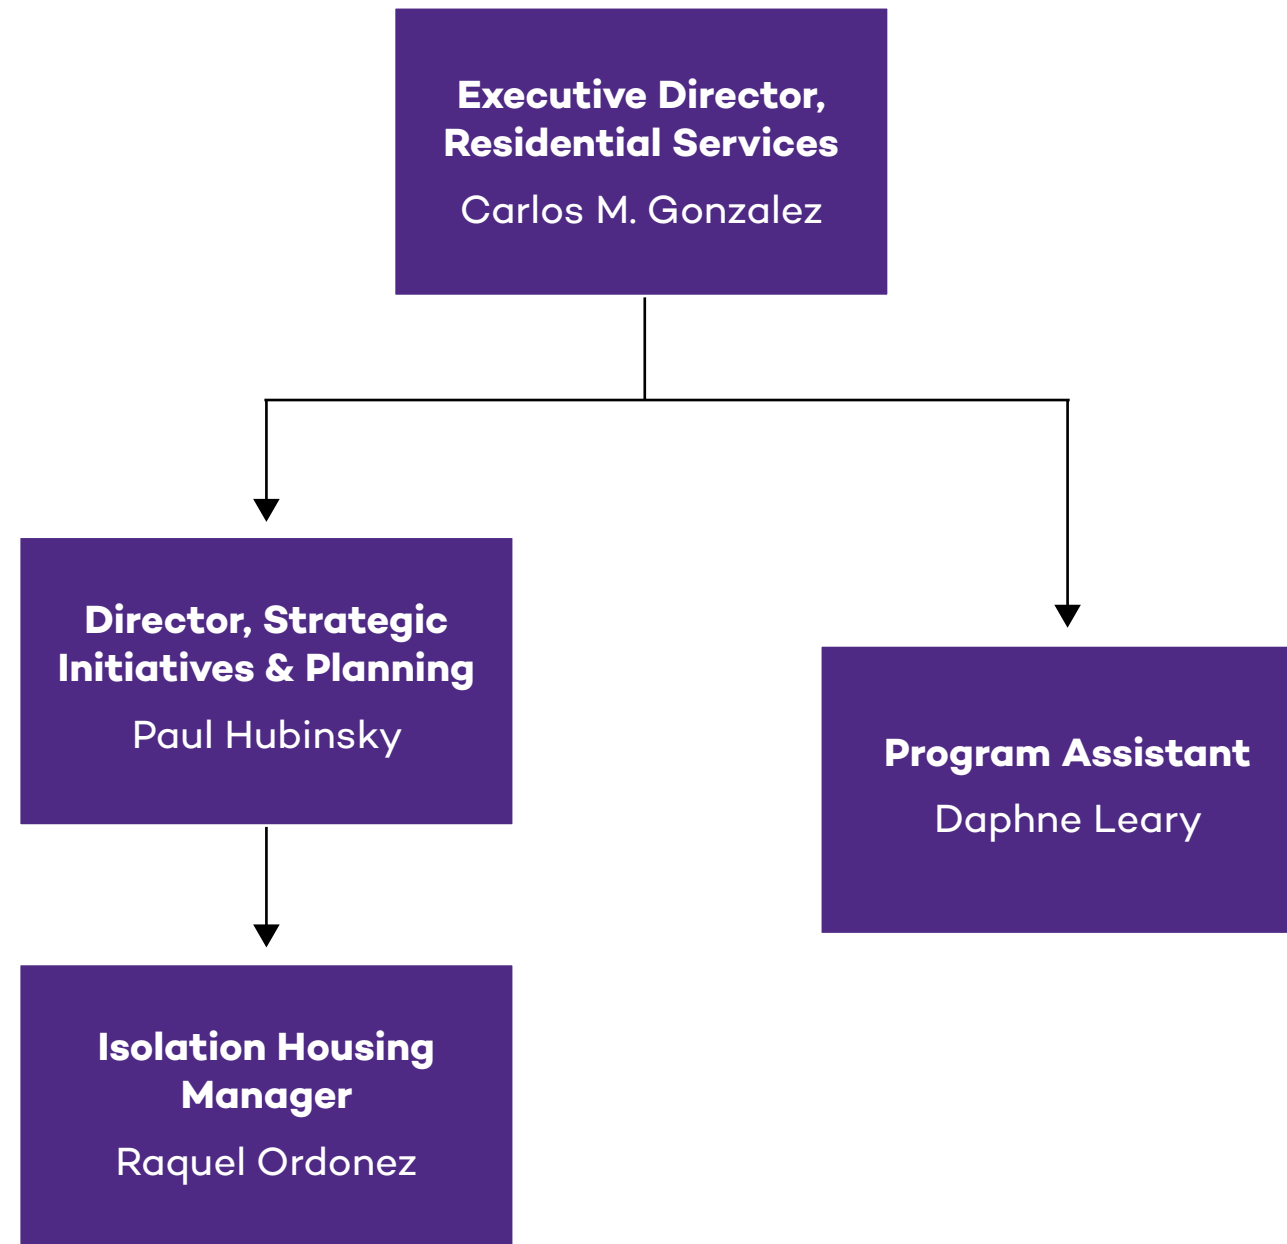 Executive Director,
Residential Services
Carlos M. Gonzalez
Director, Strategic
Initiatives & Planning
Paul Hubinsky
Program Assistant
Daphne Leary
Isolation Housing
Manager
Raquel Ordonez